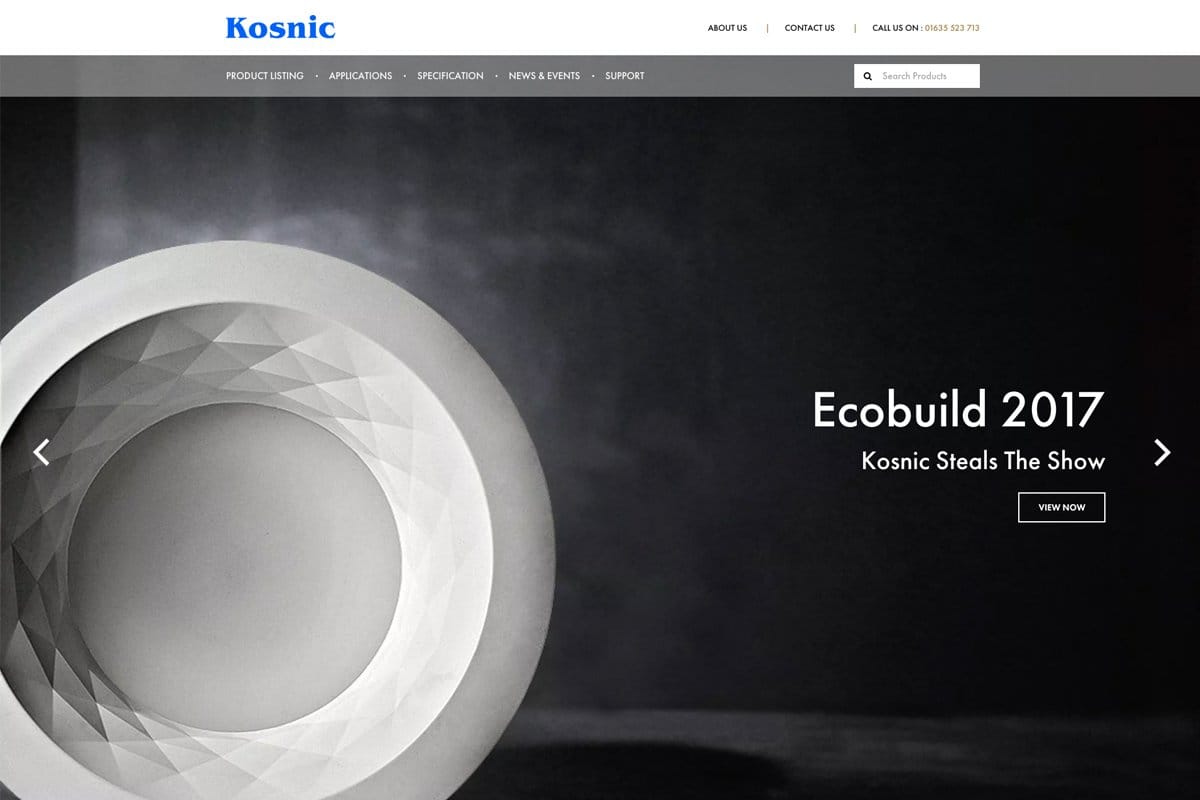 Kosnic
ABOUT US | CONTACT US | CALL US ON : 01635 523 713
PRODUCT LISTING · APPLICATIONS · SPECIFICATION · NEWS & EVENTS · SUPPORT
Search Products
Ecobuild 2017
Kosnic Steals The Show
VIEW NOW